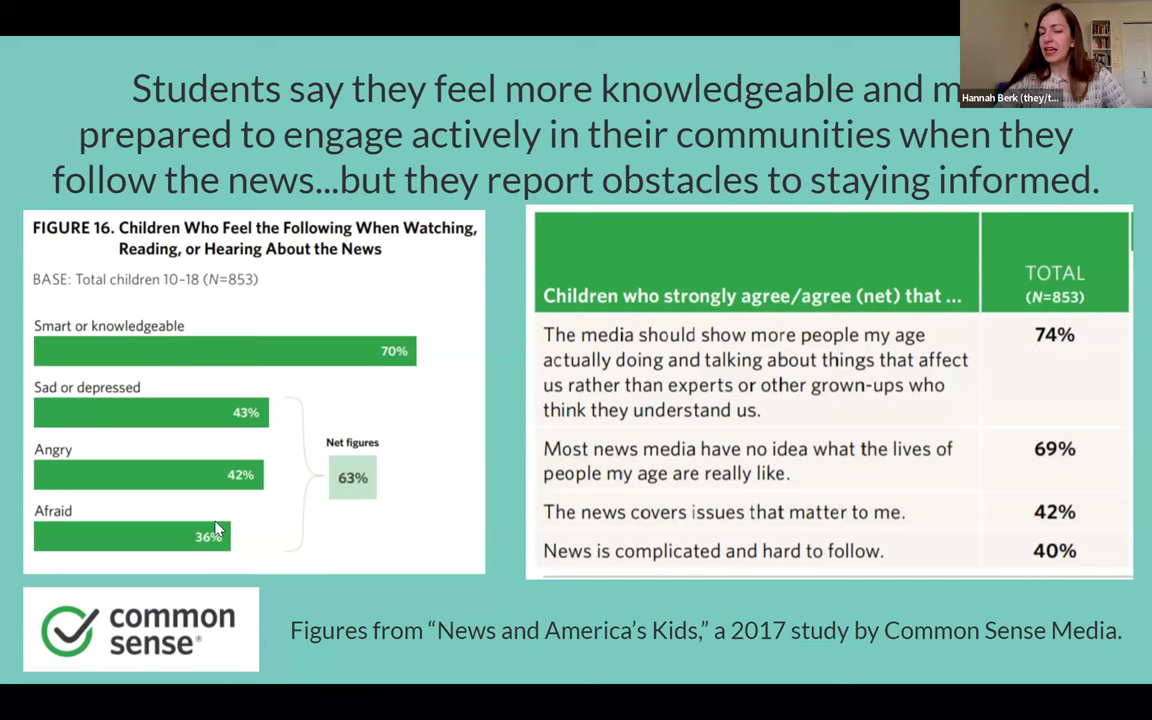 Students say they feel more knowledgeable and m
prepared to engage actively in their communities when they
follow the news...but they report obstacles to staying informed.
Hannah Berk (they/t...
FIGURE 16. Children Who Feel the Following When Watching,
Reading, or Hearing About the News
BASE: Total children 10–18 (N=853)
Smart or knowledgeable
70%
Sad or depressed
43%
Angry
42%
Afraid
36%
Net figures
63%
Children who strongly agree/agree (net) that ...
TOTAL
(N=853)
The media should show more people my age
actually doing and talking about things that affect
us rather than experts or other grown-ups who
think they understand us.
74%
Most news media have no idea what the lives of
people my age are really like.
69%
The news covers issues that matter to me.
42%
News is complicated and hard to follow.
40%
common
sense®
Figures from “News and America’s Kids,” a 2017 study by Common Sense Media.